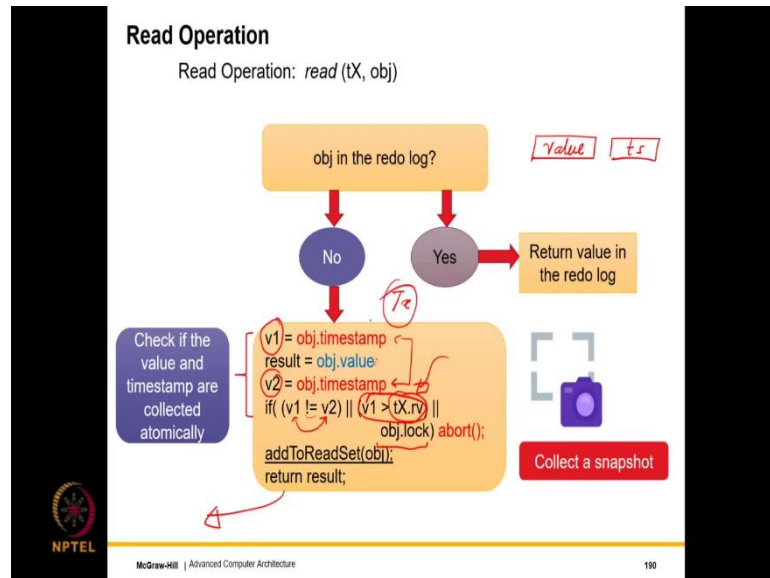 Read Operation
Read Operation: read (tX, obj)
obj in the redo log?
value ts
No
Yes
Return value in
the redo log
Tx
Check if the
value and
timestamp are
collected
atomically
v1 = obj.timestamp
result = obj.value
v2 = obj.timestamp
if( (v1 != v2) || (v1 > tX.rv) ||
obj.lock) abort();
addToReadSet(obj);
return result;
Collect a snapshot
NPTEL
McGraw-Hill | Advanced Computer Architecture
190